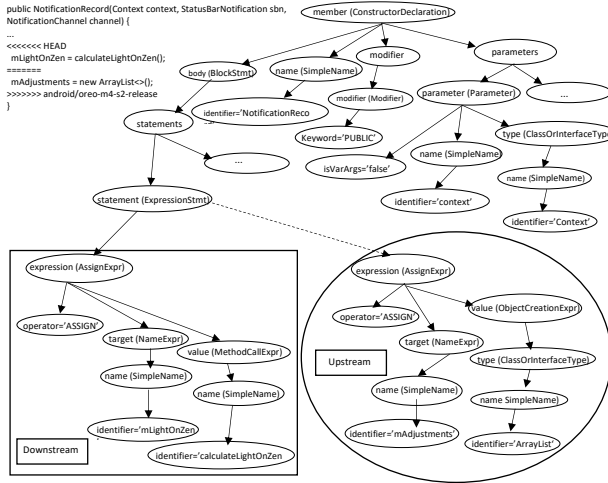 public NotificationRecord(Context context, StatusBarNotification sbn,
NotificationChannel channel) {
...
<<<<<<< HEAD
mLightOnZen = calculateLightOnZen();
=======
mAdjustments = new ArrayList<>();
>>>>>>> android/oreo-m4-s2-release
}
member (ConstructorDeclaration)
body (BlockStmt)
name (SimpleName)
modifier
parameters
identifier='NotificationReco
modifier (Modifier)
parameter (Parameter)
...
statements
...
Keyword='PUBLIC'
type (ClassOrInterfaceType)
...
isVarArgs='false'
name (SimpleName)
name (SimpleName)
statement (ExpressionStmt)
identifier='context'
identifier='Context'
expression (AssignExpr)
operator='ASSIGN'
target (NameExpr)
value (MethodCallExpr)
name (SimpleName)
name (SimpleName)
identifier='mLightOnZen
identifier='calculateLightOnZen
Downstream
expression (AssignExpr)
operator='ASSIGN'
value (ObjectCreationExpr)
target (NameExpr)
Upstream
type (ClassOrInterfaceType)
name (SimpleName)
name SimpleName)
identifier='mAdjustments'
identifier='ArrayList'